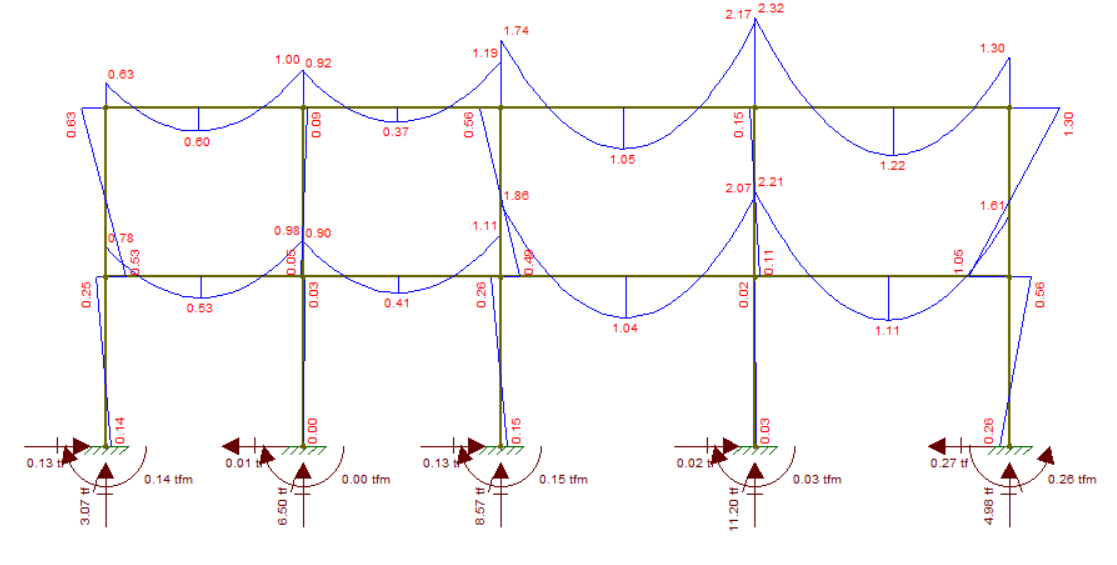 2.32
2.17
1.74
1.30
1.19
1.00
0.92
0.63
0.63
0.09
0.56
0.15
1.30
0.60
0.37
1.05
1.22
1.86
2.07
2.21
1.61
0.78
0.98
0.90
1.11
0.53
0.05
0.49
0.11
1.05
0.25
0.53
0.03
0.41
0.26
1.04
0.02
1.11
0.56
0.14
0.00
0.15
0.03
0.26
0.13 tf
0.01 tf
0.13 tf
0.02 tf
0.27 tf
0.14 tfm
0.00 tfm
0.15 tfm
0.03 tfm
0.26 tfm
3.07 tf
6.50 tf
8.57 tf
11.20 tf
4.98 tf